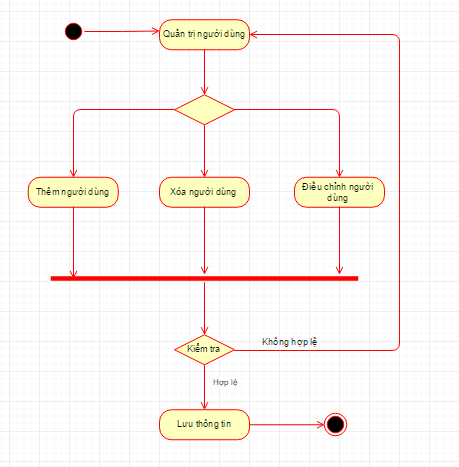 Quản trị người dùng
Thêm người dùng
Xóa người dùng
Điều chỉnh người
dùng
Kiểm tra
Không hợp lệ
Hợp lệ
Lưu thông tin